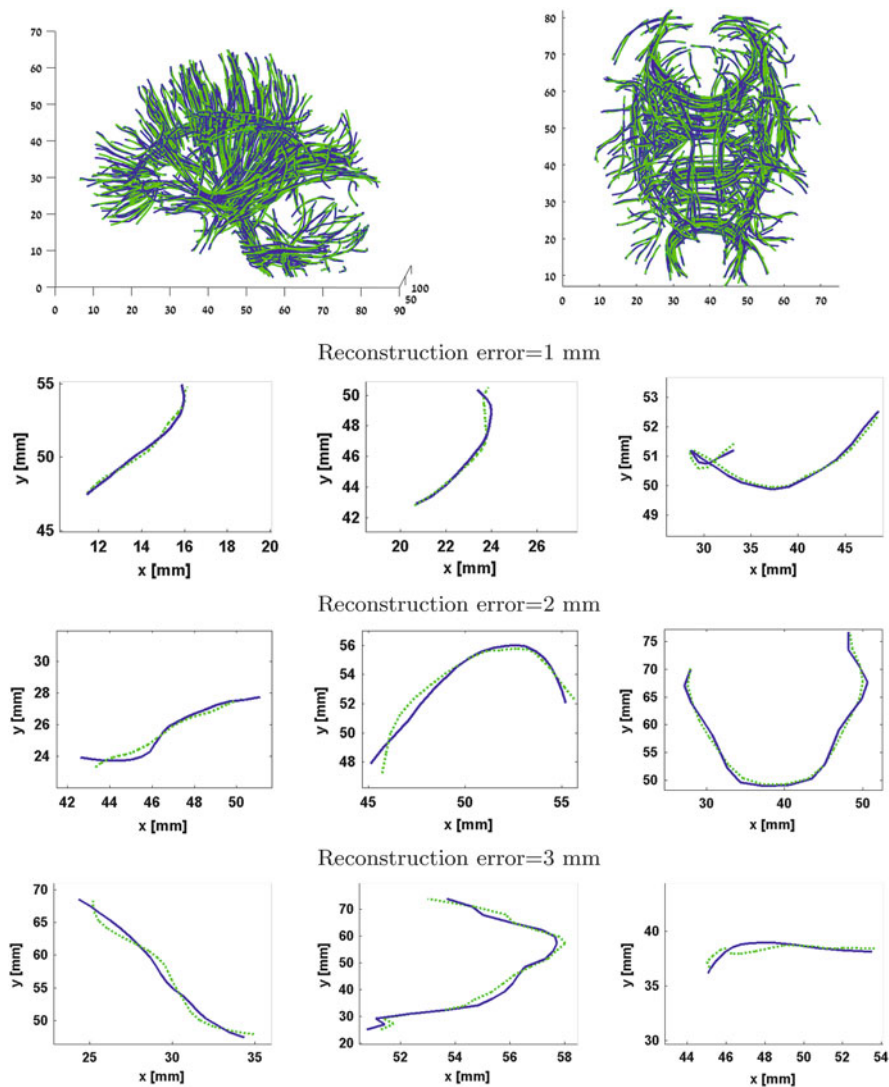 70
60
50
40
30
20
10
0
0 10 20 30 40 50 60 70 80 90
100
50
80
70
60
50
40
30
20
10
0 10 20 30 40 50 60 70
Reconstruction error=1 mm
55
50
45
y [mm]
12 14 16 18 20
x [mm]
50
48
46
44
42
y [mm]
20 22 24 26
x [mm]
53
52
51
50
49
y [mm]
30 35 40 45
x [mm]
Reconstruction error=2 mm
30
28
26
24
y [mm]
42 44 46 48 50
x [mm]
56
54
52
50
48
y [mm]
45 50 55
x [mm]
75
70
65
60
55
50
y [mm]
30 40 50
x [mm]
Reconstruction error=3 mm
70
65
60
55
50
y [mm]
25 30 35
x [mm]
80
70
60
50
40
30
20
y [mm]
52 54 56 58
x [mm]
40
35
30
y [mm]
44 46 48 50 52 54
x [mm]